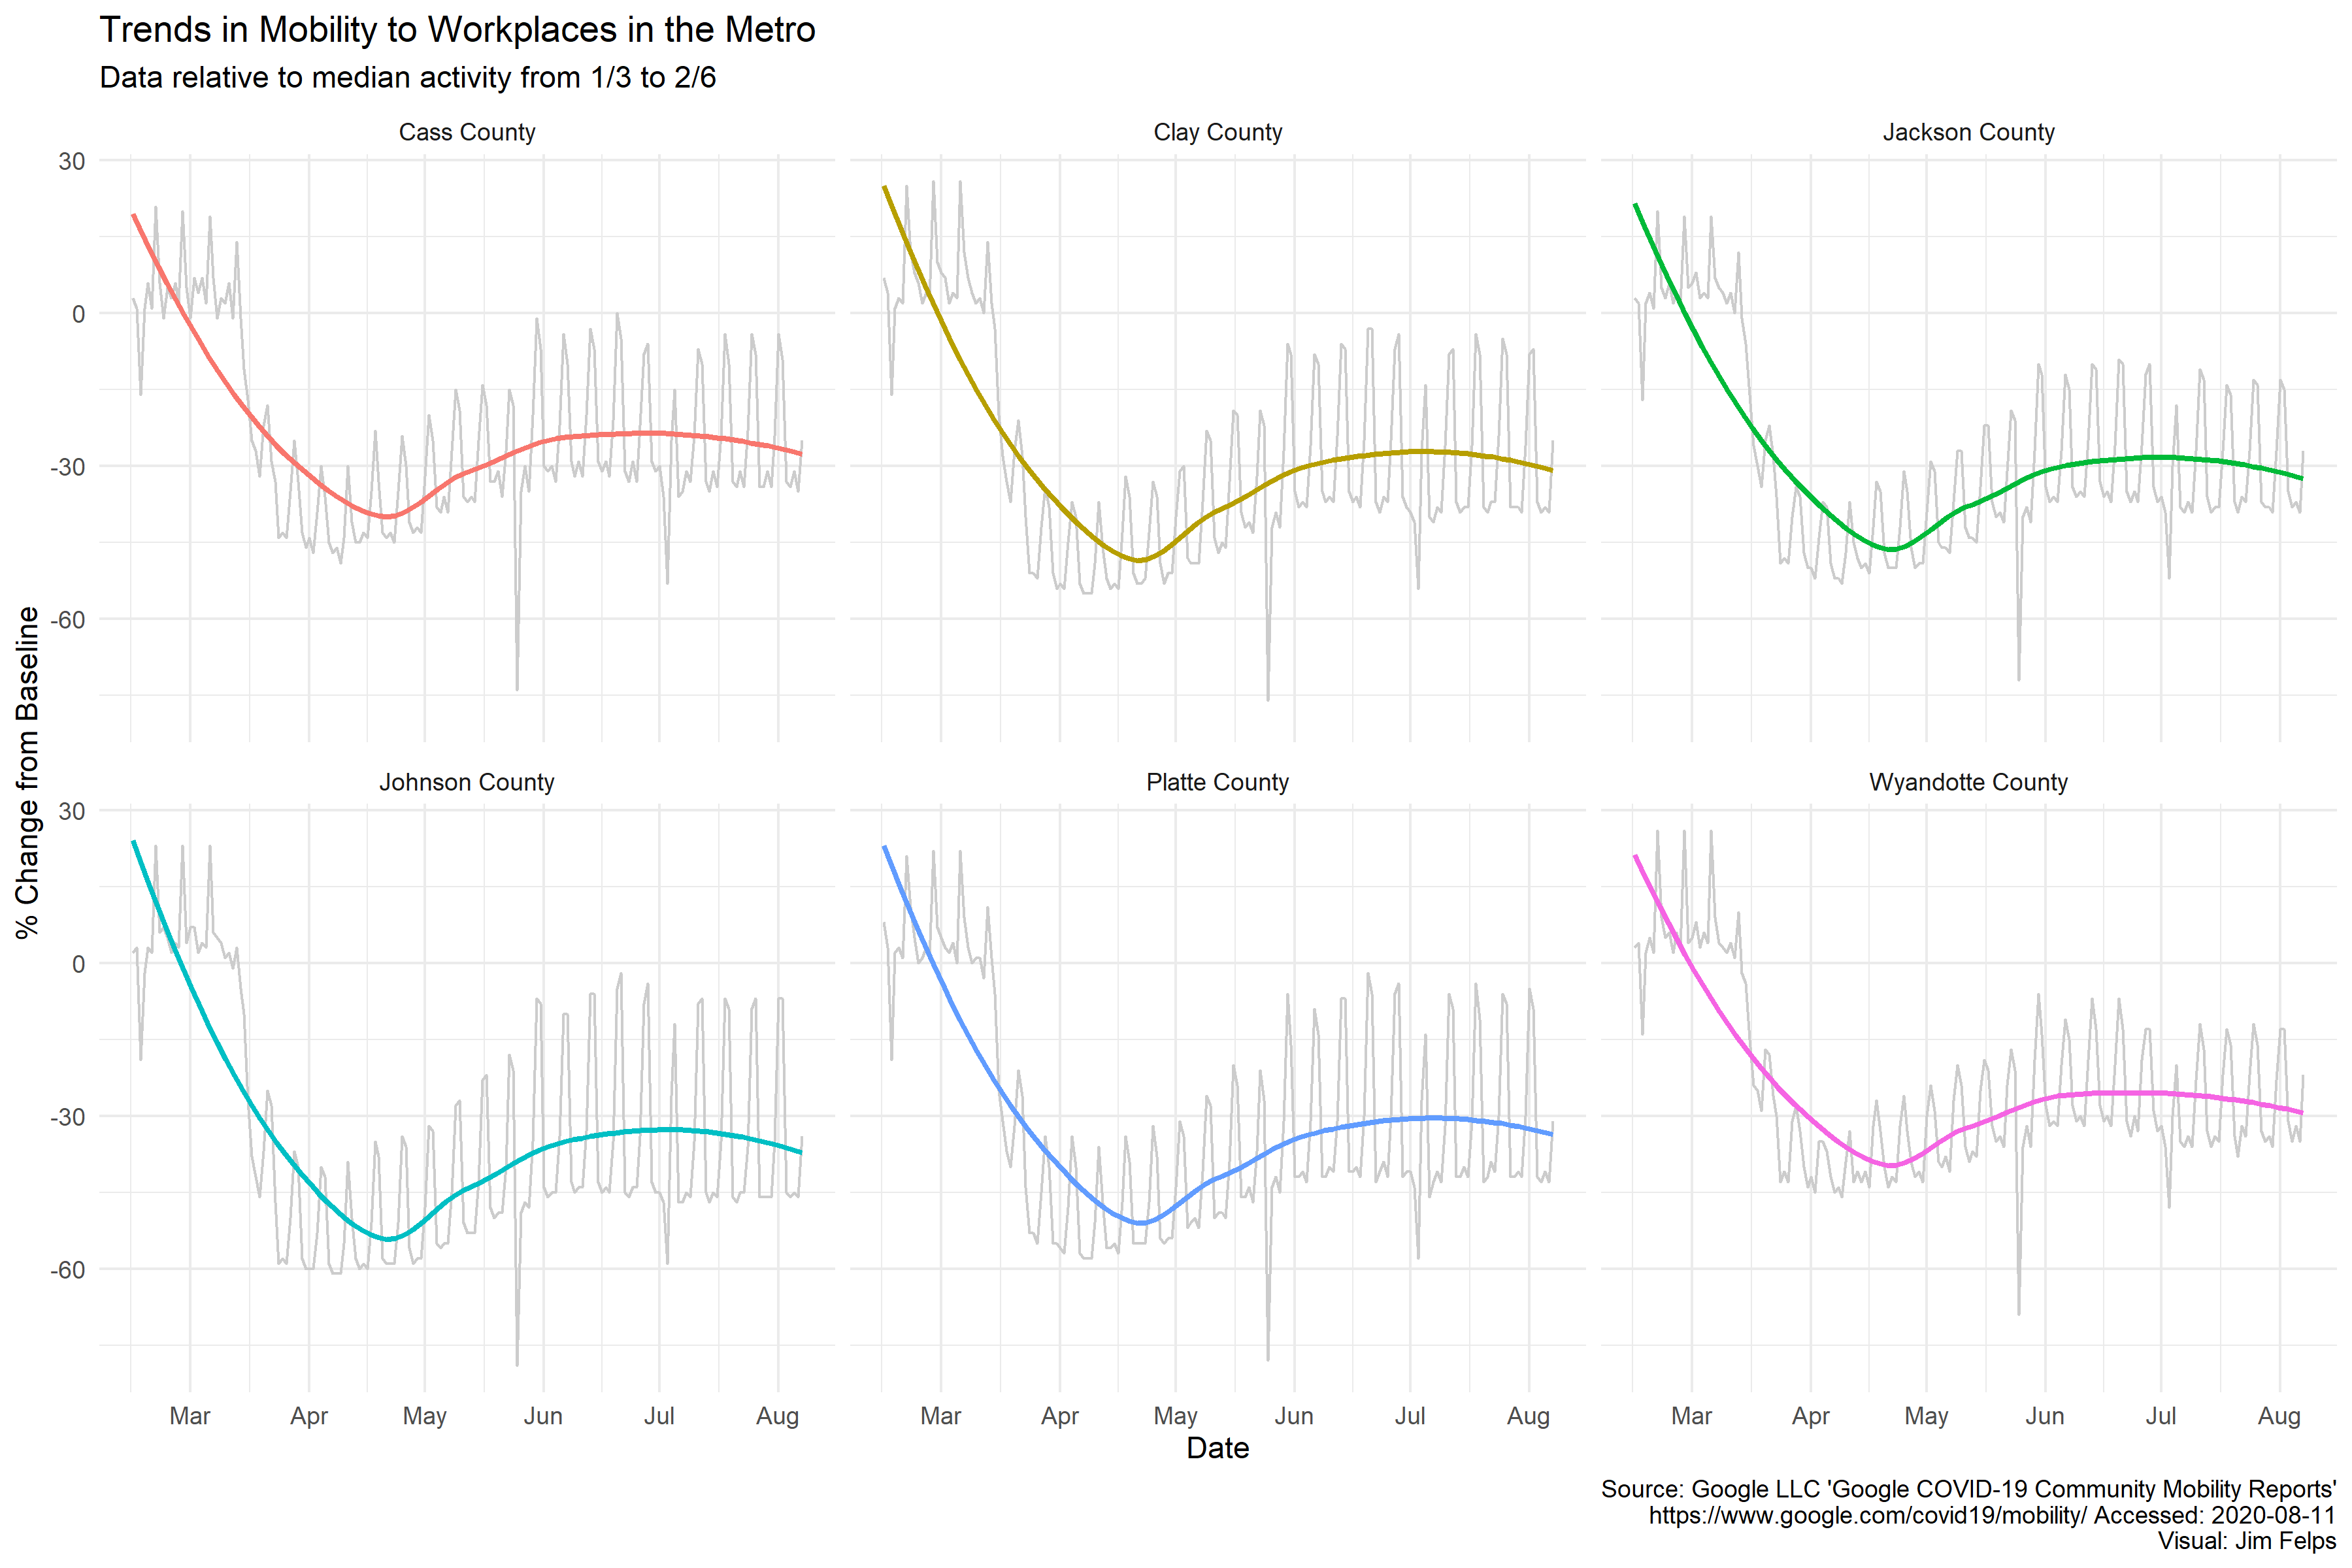 Trends in Mobility to Workplaces in the Metro
Data relative to median activity from 1/3 to 2/6
Cass County
Clay County
Jackson County
30
0
-30
-60
% Change from Baseline
Johnson County
Platte County
Wyandotte County
30
0
-30
-60
Mar Apr May Jun Jul Aug
Mar Apr May Jun Jul Aug
Mar Apr May Jun Jul Aug
Date
Source: Google LLC 'Google COVID-19 Community Mobility Reports'
https://www.google.com/covid19/mobility/ Accessed: 2020-08-11
Visual: Jim Felps